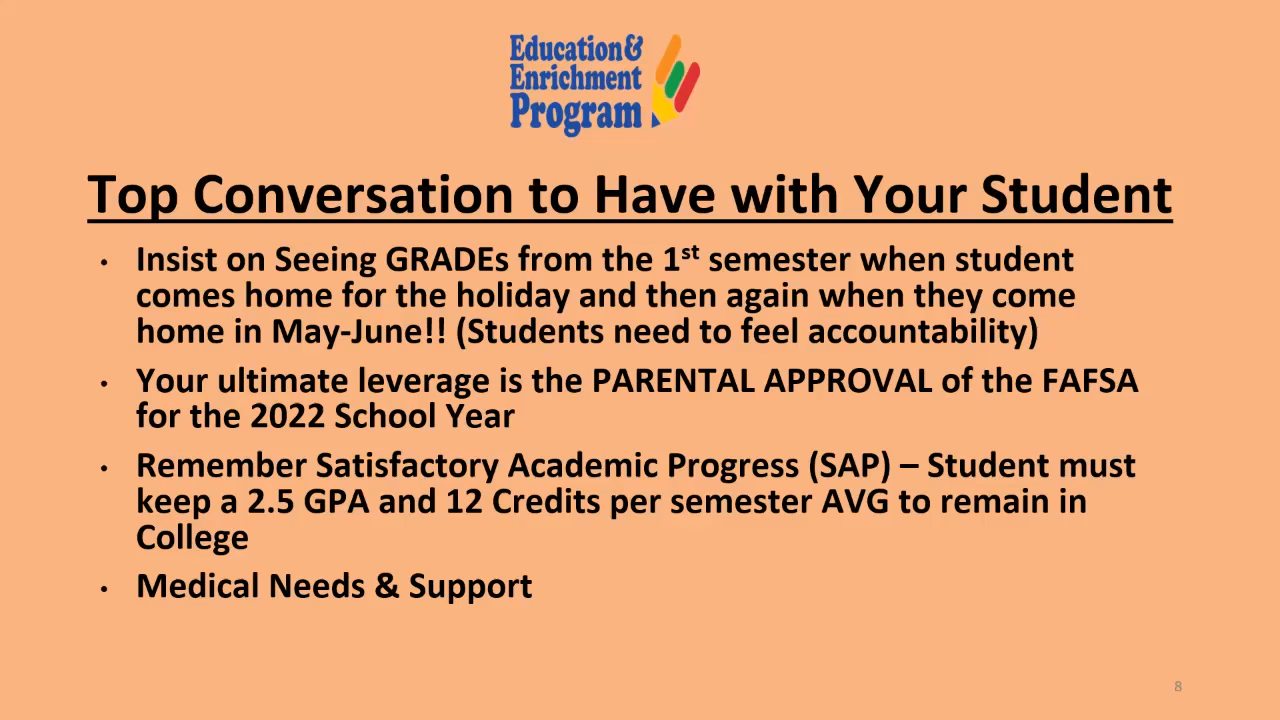 Education&
Enrichment
Program
Top Conversation to Have with Your Student
• Insist on Seeing GRADEs from the 1st semester when student
comes home for the holiday and then again when they come
home in May-June!! (Students need to feel accountability)
• Your ultimate leverage is the PARENTAL APPROVAL of the FAFSA
for the 2022 School Year
• Remember Satisfactory Academic Progress (SAP) – Student must
keep a 2.5 GPA and 12 Credits per semester AVG to remain in
College
• Medical Needs & Support
8